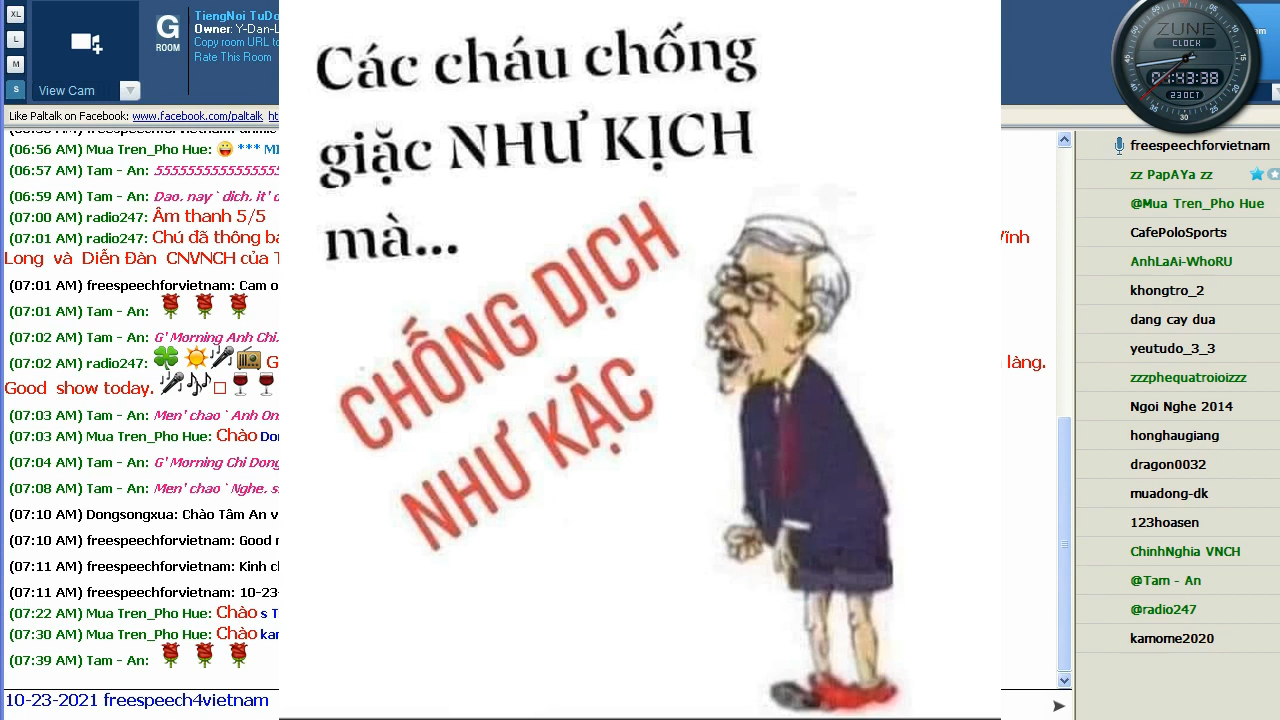 XL
L
M
S
View Cam
G
ROOM
TiengNoi TuDo
Owner: Y-Dan-L
Copy room URL to
Rate This Room
Like Paltalk on Facebook: www.facebook.com/paltalk
(06:56 AM) Mua Tren_Pho Hue: ***
(06:57 AM) Tam - An:
(06:59 AM) Tam - An: Dao, nay` dich, it'
(07:00 AM) radio247: Âm thanh 5/5
(07:01 AM) radio247: Chú đã thông
Long và Diễn Đàn CNVNCH của
(07:01 AM) freespeechforvietnam: Cam
(07:01 AM) Tam - An:
(07:02 AM) Tam - An: G' Morning Anh Chi,
(07:02 AM) radio247: G
làng.
Good show today.
(07:03 AM) Tam - An: Men' chao` Anh
(07:03 AM) Mua Tren_Pho Hue: Chào
(07:04 AM) Tam - An: G' Morning Chi
(07:08 AM) Tam - An: Men' chao` Nghe,
(07:10 AM) Dongsongxua: Chào Tâm An v
(07:10 AM) freespeechforvietnam: Good
(07:11 AM) freespeechforvietnam: Kinh
(07:11 AM) freespeechforvietnam: 10-23-
(07:22 AM) Mua Tren_Pho Hue: Chào s
(07:30 AM) Mua Tren_Pho Hue: Chào
(07:39 AM) Tam - An:
10-23-2021 freespeech4vietnam
Các cháu chống
giặc NHƯ KỊCH
mà...
CHỐNG DỊCH
NHƯ KẶC
ZUNE
CLOCK
23 OCT
freespeechforvietnam
zz PapAYa zz
@Mua Tren_Pho Hue
CafePoloSports
AnhLaAi-WhoRU
khongtro_2
dang cay dua
yeutudo_3_3
zzzphequatroioizzz
Ngoi Nghe 2014
honghaugiang
dragon0032
muadong-dk
123hoasen
ChinhNghia VNCH
@Tam - An
@radio247
kamome2020